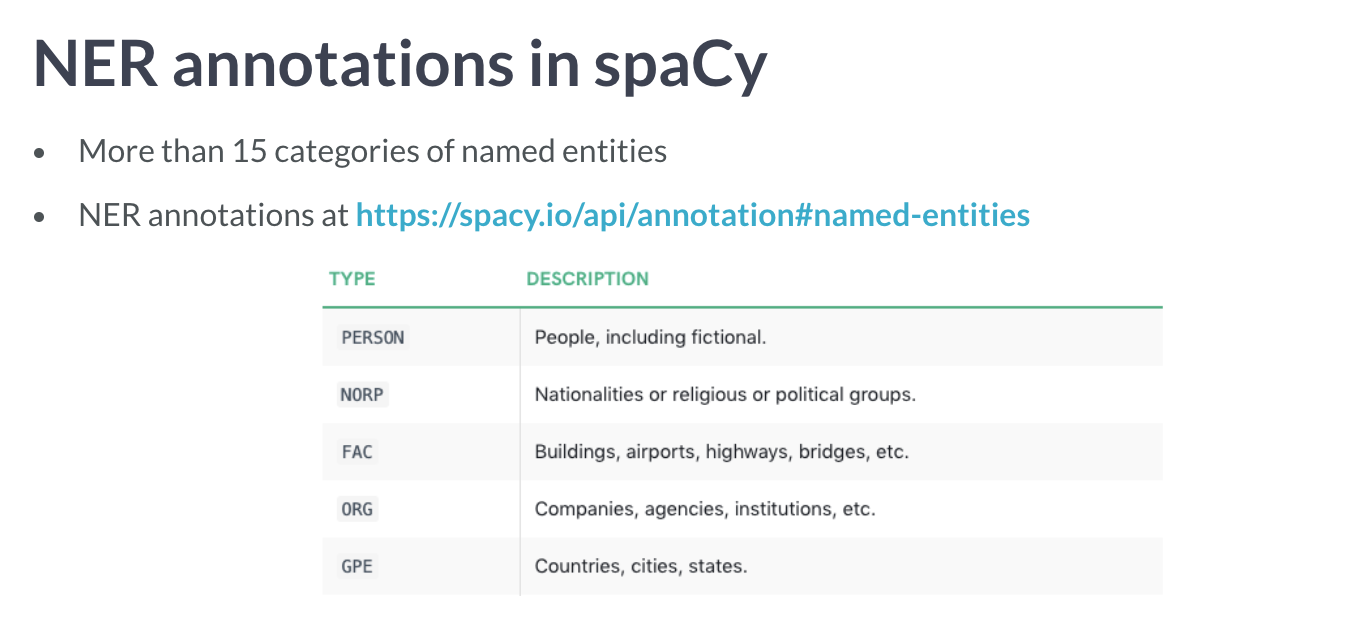 NER annotations in spaCy
• More than 15 categories of named entities
• NER annotations at https://spacy.io/api/annotation#named-entities
TYPE DESCRIPTION
PERSON People, including fictional.
NORP Nationalities or religious or political groups.
FAC Buildings, airports, highways, bridges, etc.
ORG Companies, agencies, institutions, etc.
GPE Countries, cities, states.